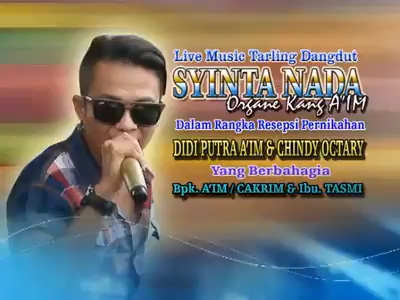 Live Music Tarling Dangdut
SYINTA NADA
Organe Kang A'IM
Dalam Rangka Resepsi Pernikahan
DIDI PUTRA A'IM & CHINDY OCTARY
Yang Berbahagia
Bpk. A'IM / CAKRIM & Ibu. TASMI